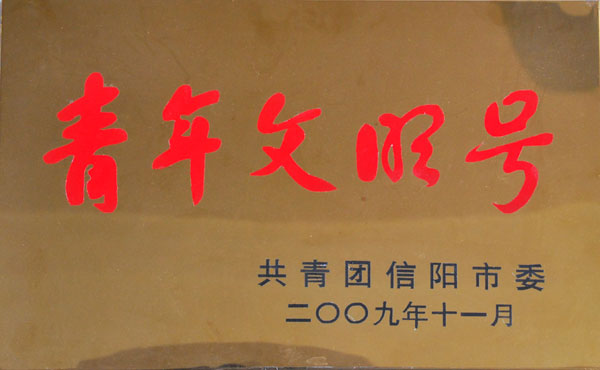 青年文明号
共青团信阳市委
二〇〇九年十一月